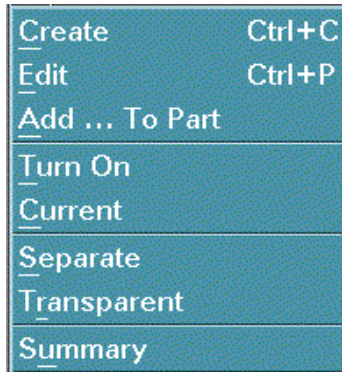 Create Ctrl+C
Edit Ctrl+P
Add ... To Part
Turn On
Current
Separate
Transparent
Summary